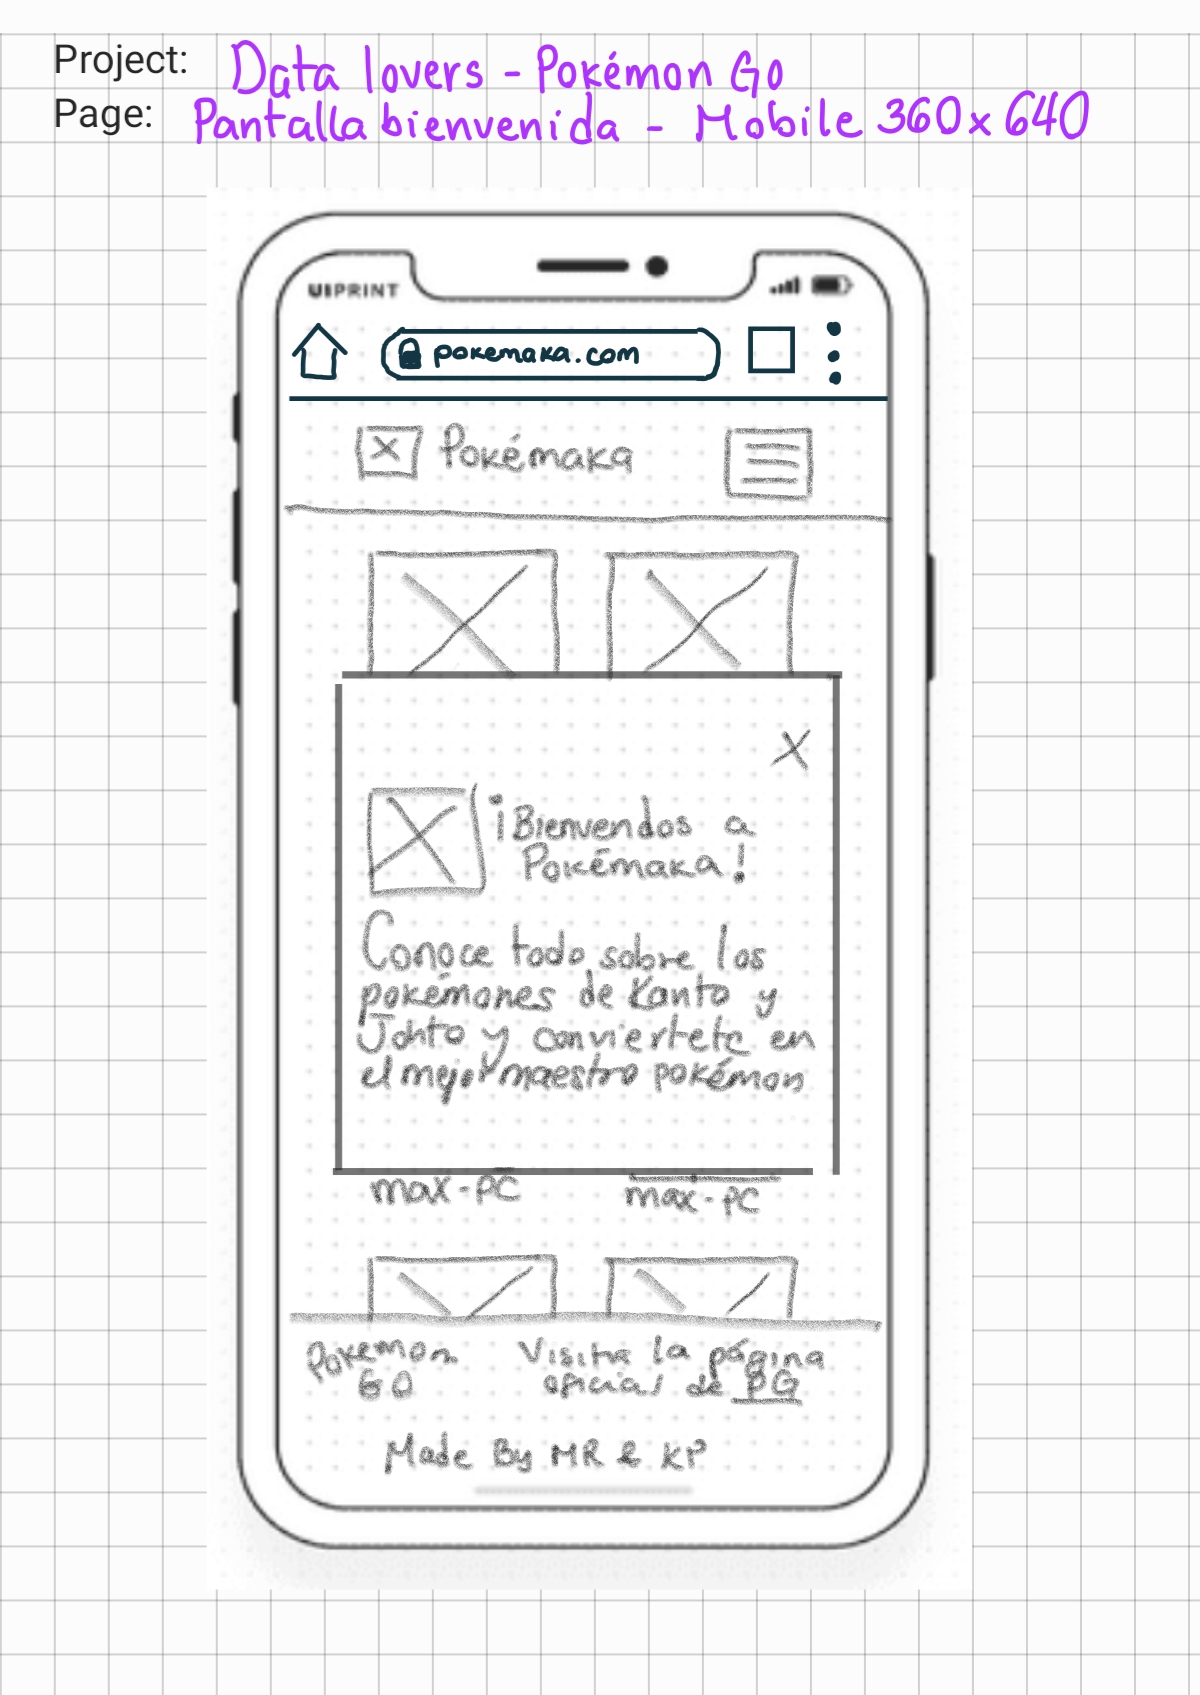 Project: Data lovers - Pokémon Go
Page: Pantalla bienvenida - Mobile 360x640
UIPRINT
pokemaka.com
Pokémaka
X
¡Bienvendos a
Pokémaka!
Conoce todo sobre los
pokémones de Kanto y
Johto y conviertete en
el mejor maestro pokémon
max-PC
max-PC
Pokemon
GO
Visita la página
oficial de PG
Made By MR & KP